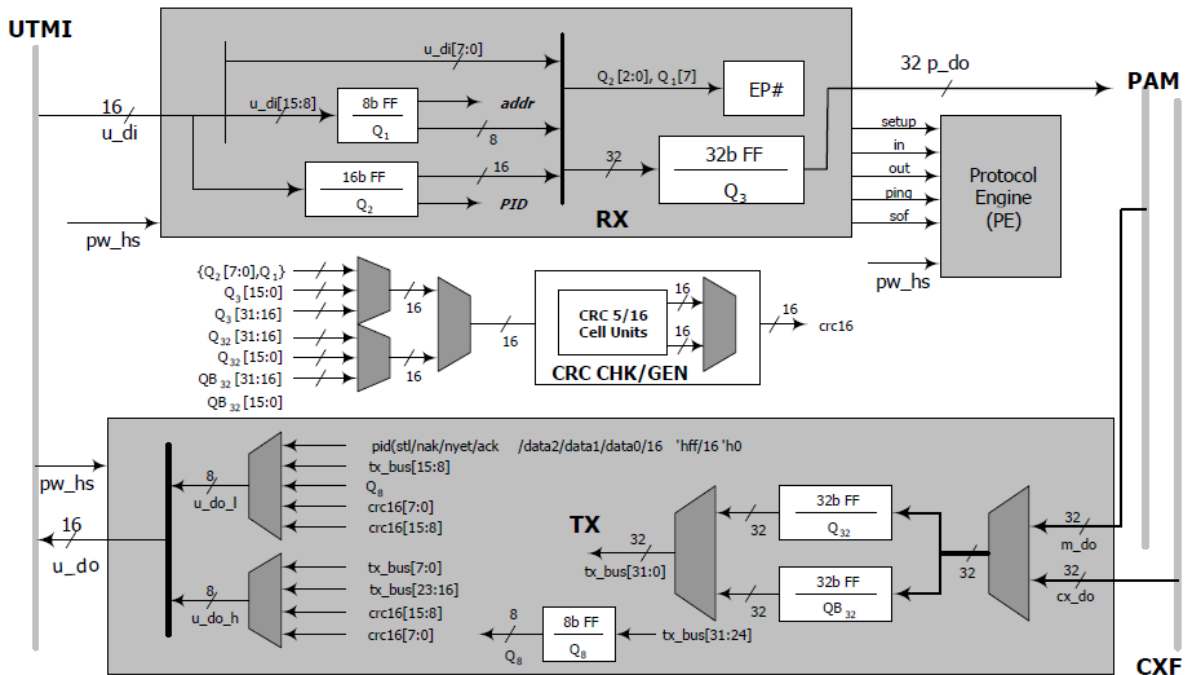 UTMI
u_di[7:0]
u_di[15:8]
8b FF
Q1
addr
8
16
u_di
16b FF
Q2
16
PID
Q2 [2:0], Q1[7]
EP#
32
32b FF
Q3
RX
32 p_do
PAM
setup
in
out
ping
sof
Protocol
Engine
(PE)
pw_hs
pw_hs
{Q2 [7:0],Q1}
Q3 [15:0]
Q3 [31:16]
Q32 [31:16]
Q32 [15:0]
QB32 [31:16]
QB32 [15:0]
16
16
16
CRC 5/16
Cell Units
16
16
CRC CHK/GEN
16
crc16
pw_hs
16
u_do
8
u_do_l
8
u_do_h
pid(stl/nak/nyet/ack /data2/data1/data0/16 'hff/16 'h0
tx_bus[15:8]
Q8
crc16[7:0]
crc16[15:8]
tx_bus[7:0]
tx_bus[23:16]
crc16[15:8]
crc16[7:0]
TX
32
tx_bus[31:0]
32
32b FF
Q32
32
32b FF
QB32
8
Q8
8b FF
Q8
tx_bus[31:24]
32
32
m_do
32
cx_do
CXF